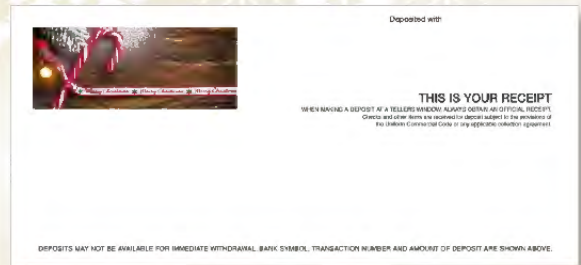 Deposited with
Merry Christmas ★ Merry Christmas ★ Merry Christmas
THIS IS YOUR RECEIPT
WHEN MAKING A DEPOSIT AT A TELLERS WINDOW, ALWAYS OBTAIN AN OFFICIAL RECEIPT.
Checks and other items are received for deposit subject to the provisions of
the Uniform Commercial Code or any applicable collection agreement.
DEPOSITS MAY NOT BE AVAILABLE FOR IMMEDIATE WITHDRAWAL. BANK SYMBOL, TRANSACTION NUMBER AND AMOUNT OF DEPOSIT ARE SHOWN ABOVE.